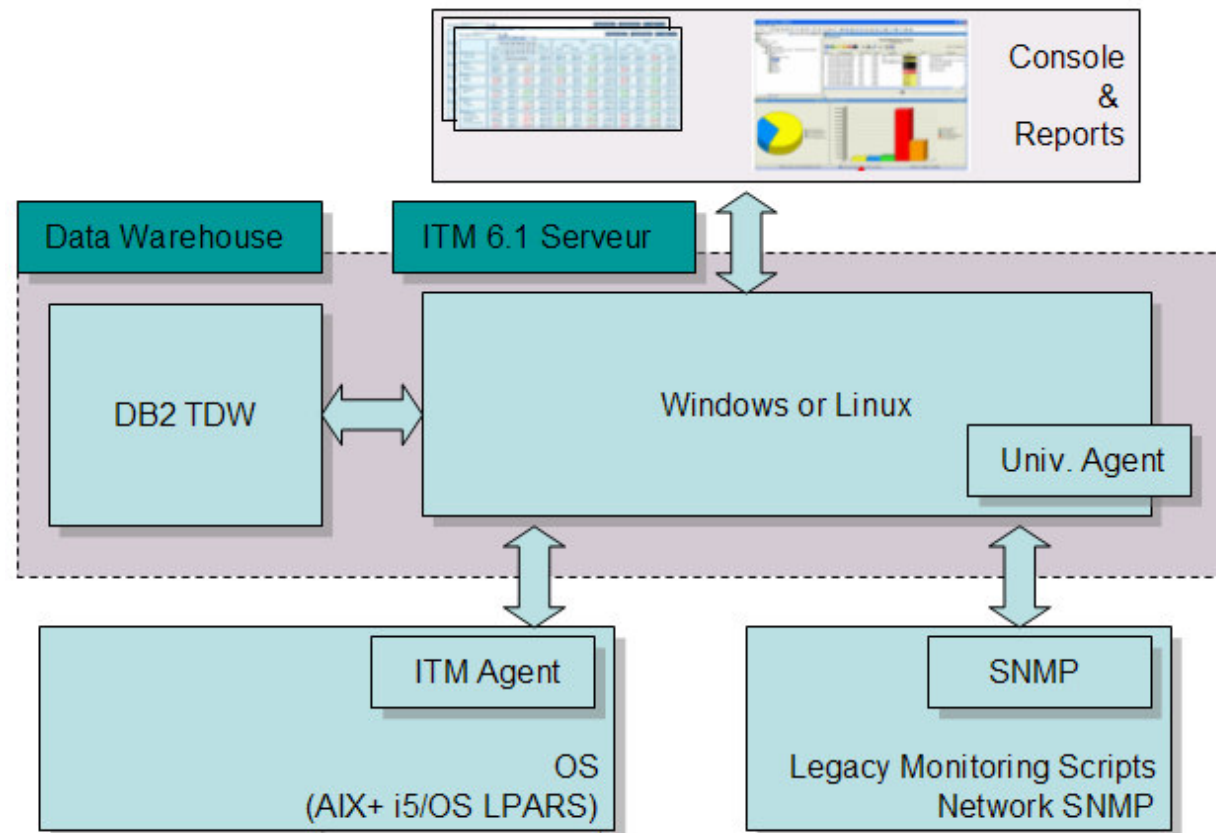 Console
&
Reports
Data Warehouse
ITM 6.1 Serveur
DB2 TDW
Windows or Linux
Univ. Agent
ITM Agent
OS
(AIX+ i5/OS LPARS)
SNMP
Legacy Monitoring Scripts
Network SNMP